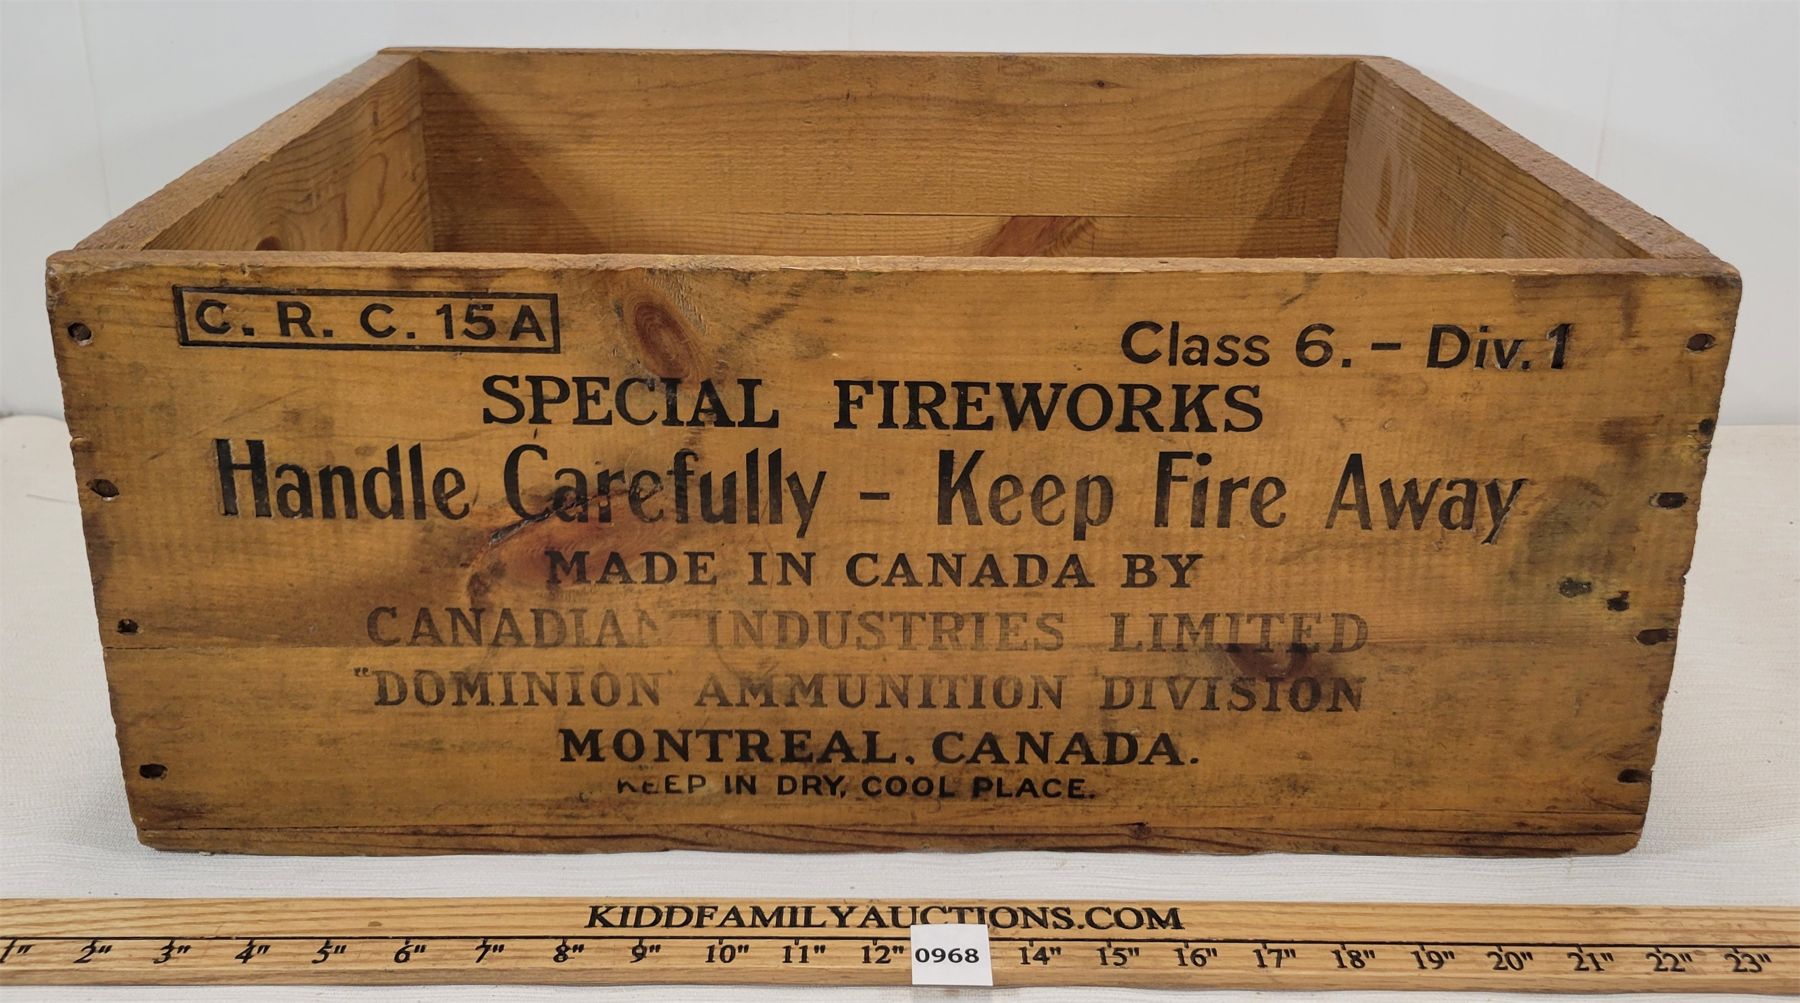 C. R. C. 15A
Class 6. – Div. 1
SPECIAL FIREWORKS
Handle Carefully – Keep Fire Away
MADE IN CANADA BY
CANADIAN INDUSTRIES LIMITED
"DOMINION" AMMUNITION DIVISION
MONTREAL, CANADA.
KEEP IN DRY, COOL PLACE.
KIDDFAMILYAUCTIONS.COM
1" 2" 3" 4" 5" 6" 7" 8" 9" 10" 11" 12" 0968 14" 15" 16" 17" 18" 19" 20" 21" 22" 23"